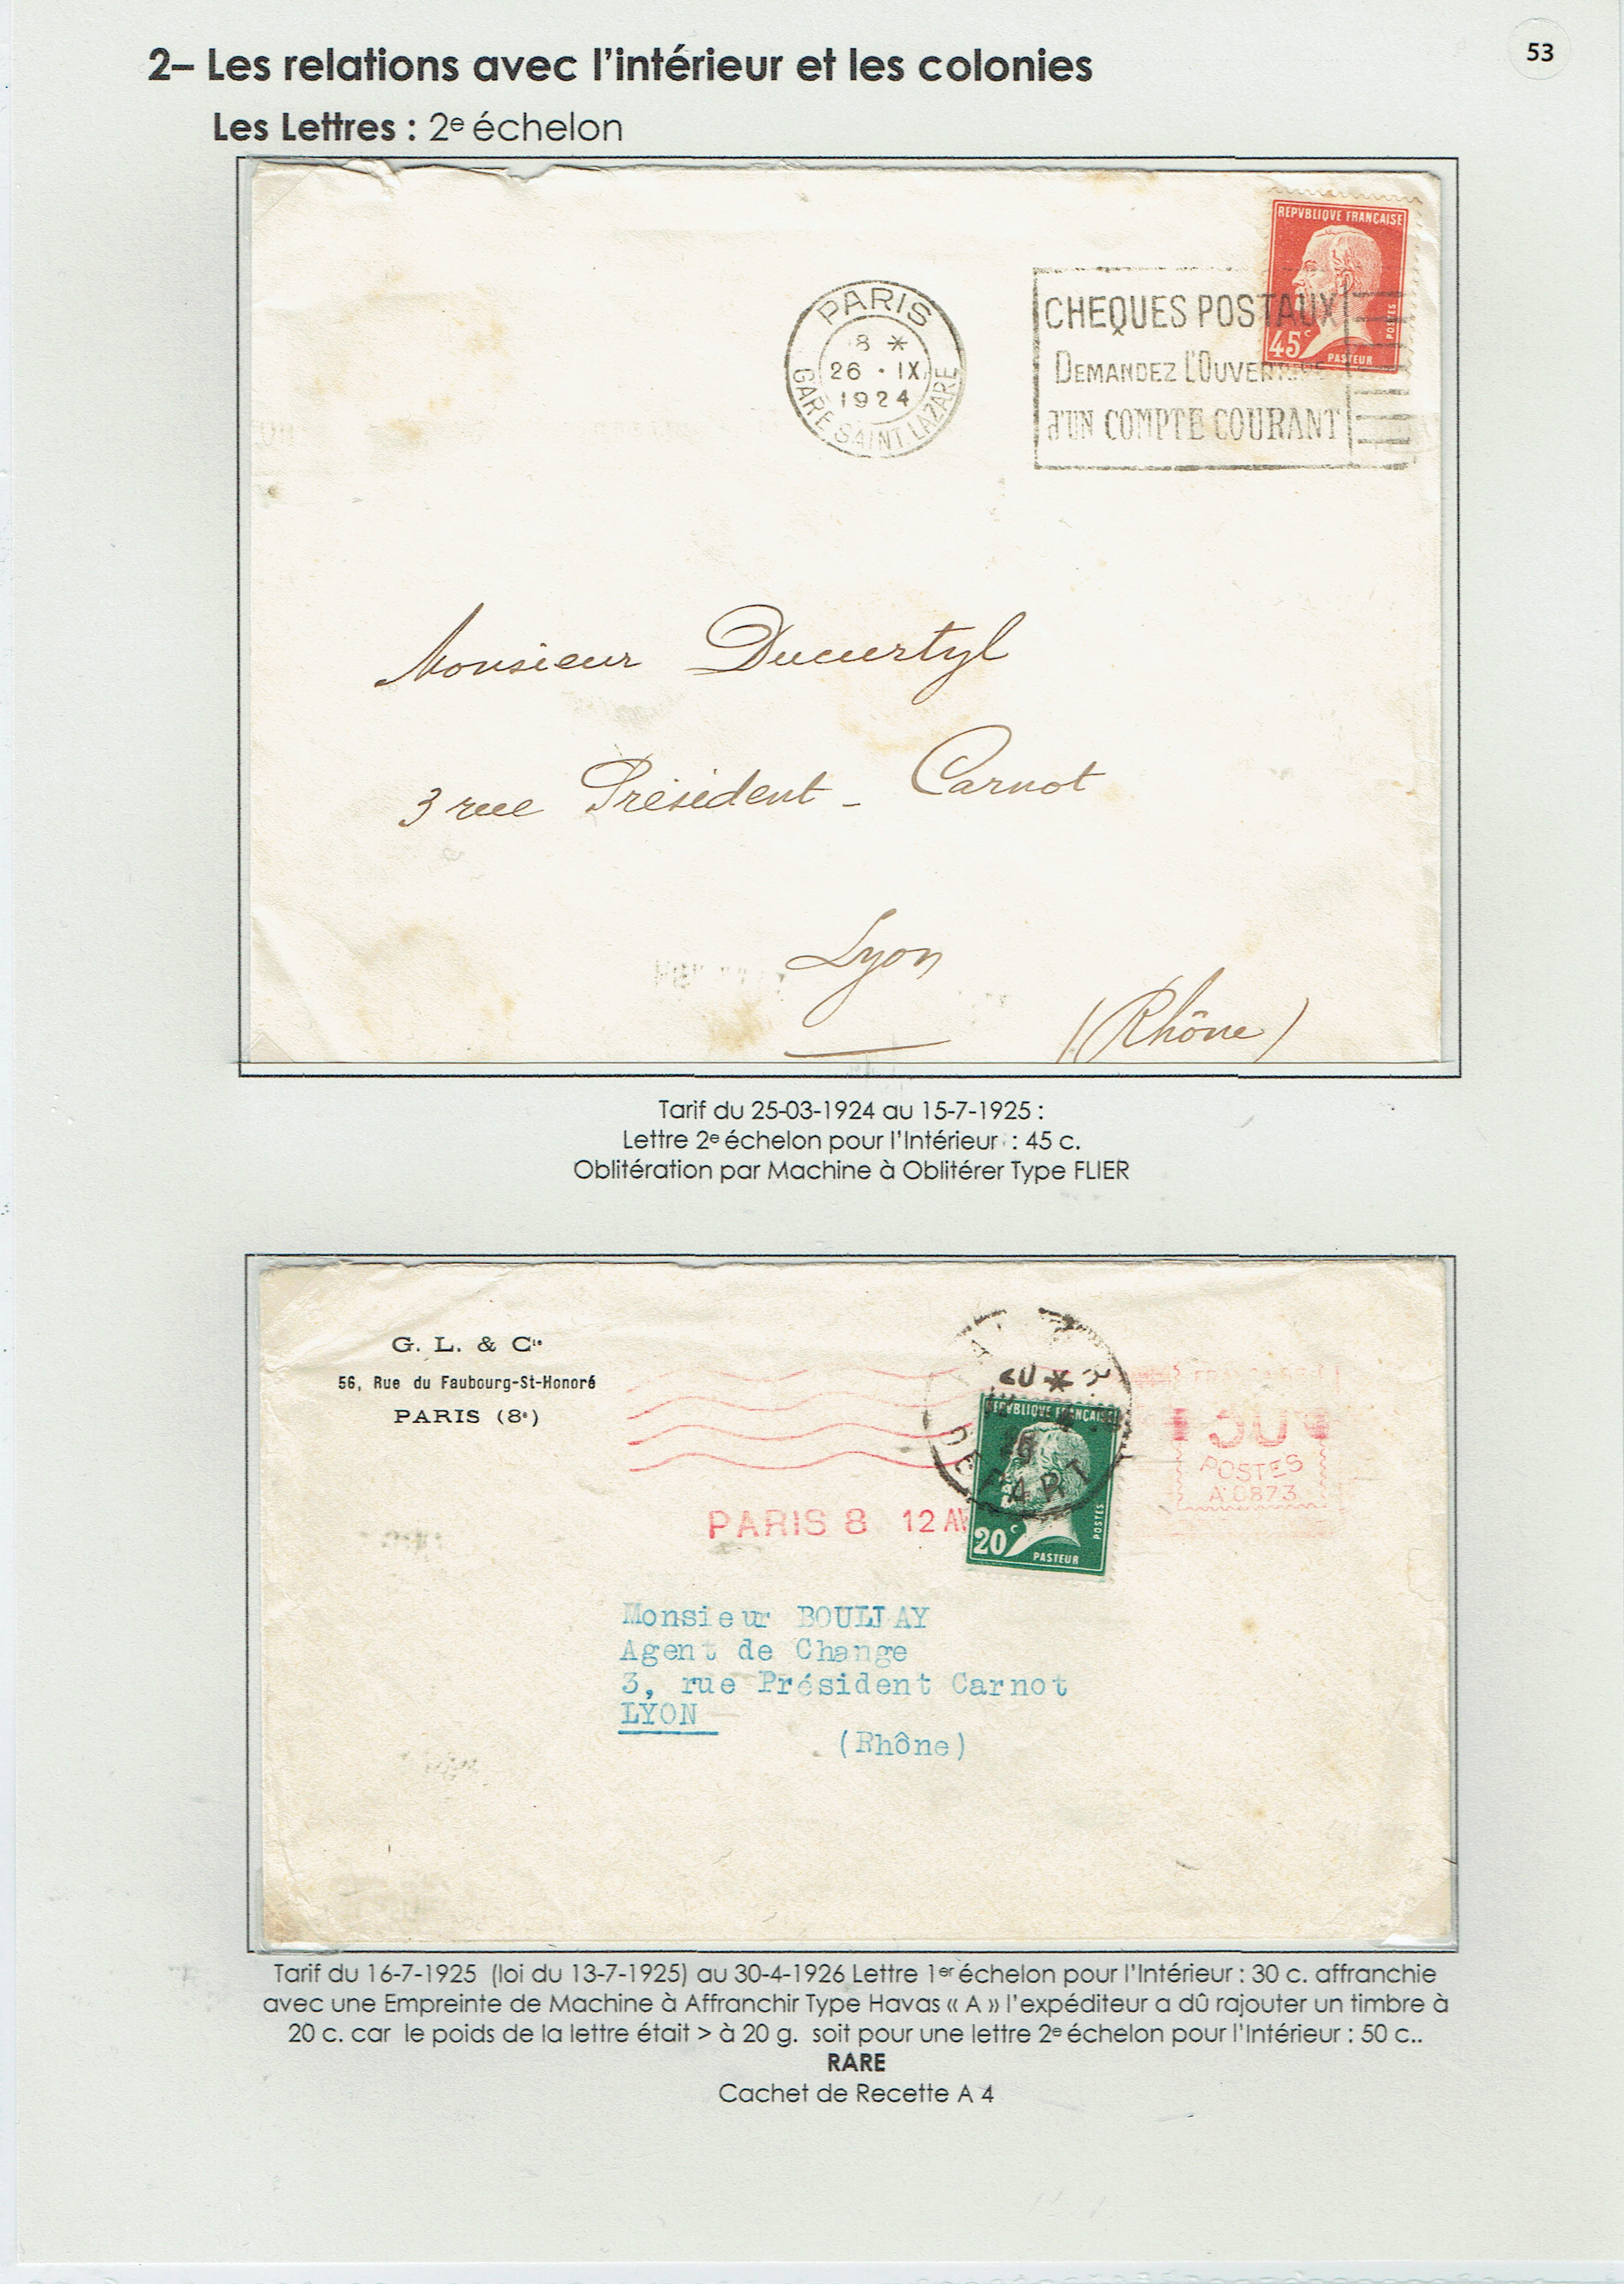 53
2– Les relations avec l'intérieur et les colonies
Les Lettres : 2e échelon
REPVBLIQVE FRANÇAISE
45c
POSTES
PASTEUR
PARIS
8 *
26 · IX
1924
GARE SAINT LAZARE
CHEQUES POSTAUX
DEMANDEZ L'OUVERTURE
d'UN COMPTE COURANT
Monsieur Ducurtyl
3 rue Président - Carnot
Lyon
(Rhône)
Tarif du 25-03-1924 au 15-7-1925 :
Lettre 2e échelon pour l'Intérieur : 45 c.
Oblitération par Machine à Oblitérer Type FLIER
G. L. & Cie
56, Rue du Faubourg-St-Honoré
PARIS (8e)
20 *
DEPART
REPVBLIQVE FRANÇAISE
20c
POSTES
PASTEUR
POSTES
A.0873
PARIS 8 12 AV
Monsieur BOULLAY
Agent de Change
3, rue Président Carnot
LYON
(Rhône)
Tarif du 16-7-1925 (loi du 13-7-1925) au 30-4-1926 Lettre 1er échelon pour l'Intérieur : 30 c. affranchie
avec une Empreinte de Machine à Affranchir Type Havas « A » l'expéditeur a dû rajouter un timbre à
20 c. car le poids de la lettre était > à 20 g. soit pour une lettre 2e échelon pour l'Intérieur : 50 c..
RARE
Cachet de Recette A 4